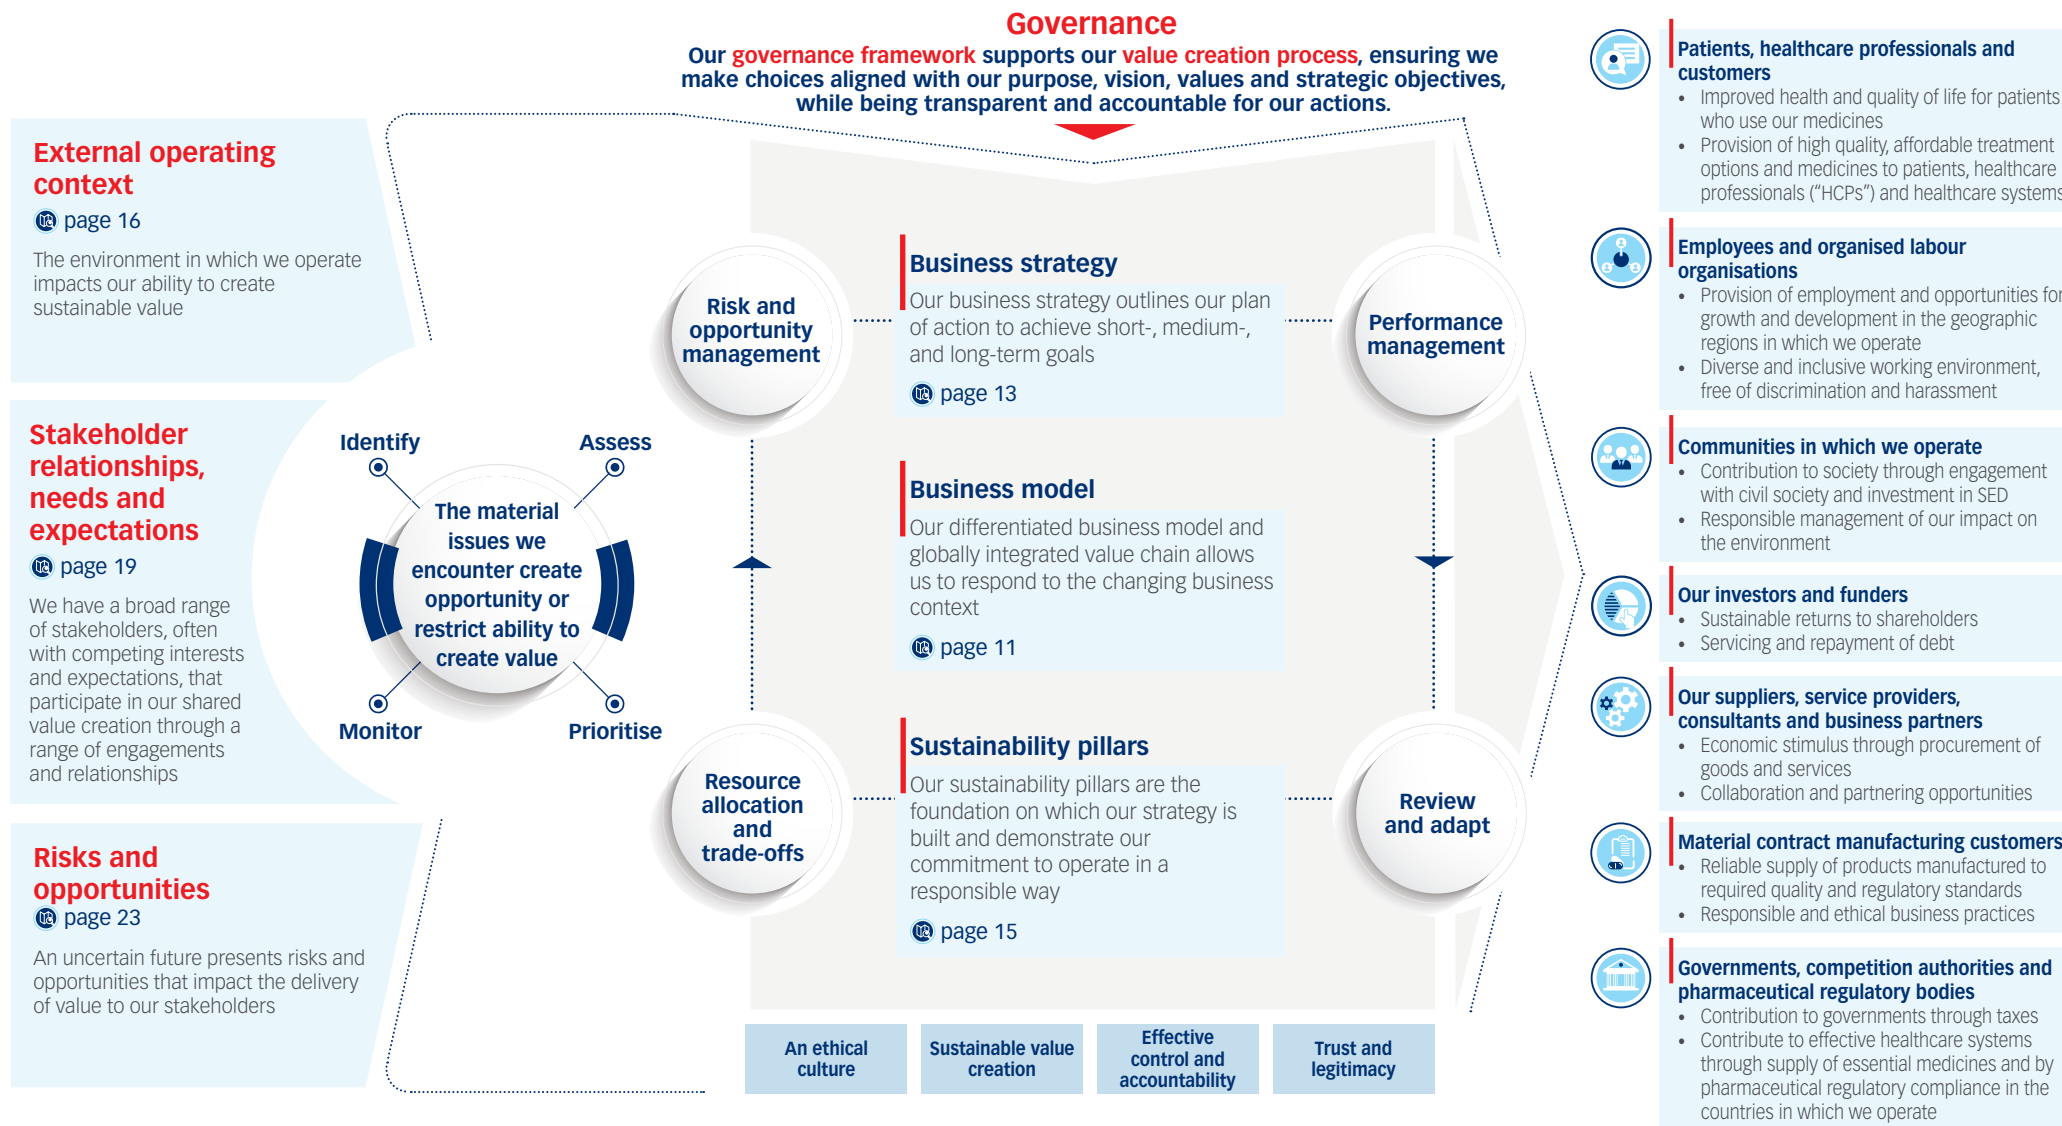 Governance
Our governance framework supports our value creation process, ensuring we
make choices aligned with our purpose, vision, values and strategic objectives,
while being transparent and accountable for our actions.
External operating
context
page 16
The environment in which we operate
impacts our ability to create
sustainable value
Stakeholder
relationships,
needs and
expectations
page 19
We have a broad range
of stakeholders, often
with competing interests
and expectations, that
participate in our shared
value creation through a
range of engagements
and relationships
Risks and
opportunities
page 23
An uncertain future presents risks and
opportunities that impact the delivery
of value to our stakeholders
Identify
Assess
The material
issues we
encounter create
opportunity or
restrict ability to
create value
Monitor
Prioritise
Risk and
opportunity
management
Resource
allocation
and
trade-offs
Business strategy
Our business strategy outlines our plan
of action to achieve short-, medium-,
and long-term goals
page 13
Business model
Our differentiated business model and
globally integrated value chain allows
us to respond to the changing business
context
page 11
Sustainability pillars
Our sustainability pillars are the
foundation on which our strategy is
built and demonstrate our
commitment to operate in a
responsible way
page 15
Performance
management
Review
and adapt
An ethical
culture
Sustainable value
creation
Effective
control and
accountability
Trust and
legitimacy
Patients, healthcare professionals and
customers
• Improved health and quality of life for patients
who use our medicines
• Provision of high quality, affordable treatment
options and medicines to patients, healthcare
professionals (“HCPs”) and healthcare systems
Employees and organised labour
organisations
• Provision of employment and opportunities for
growth and development in the geographic
regions in which we operate
• Diverse and inclusive working environment,
free of discrimination and harassment
Communities in which we operate
• Contribution to society through engagement
with civil society and investment in SED
• Responsible management of our impact on
the environment
Our investors and funders
• Sustainable returns to shareholders
• Servicing and repayment of debt
Our suppliers, service providers,
consultants and business partners
• Economic stimulus through procurement of
goods and services
• Collaboration and partnering opportunities
Material contract manufacturing customers
• Reliable supply of products manufactured to
required quality and regulatory standards
• Responsible and ethical business practices
Governments, competition authorities and
pharmaceutical regulatory bodies
• Contribution to governments through taxes
• Contribute to effective healthcare systems
through supply of essential medicines and by
pharmaceutical regulatory compliance in the
countries in which we operate